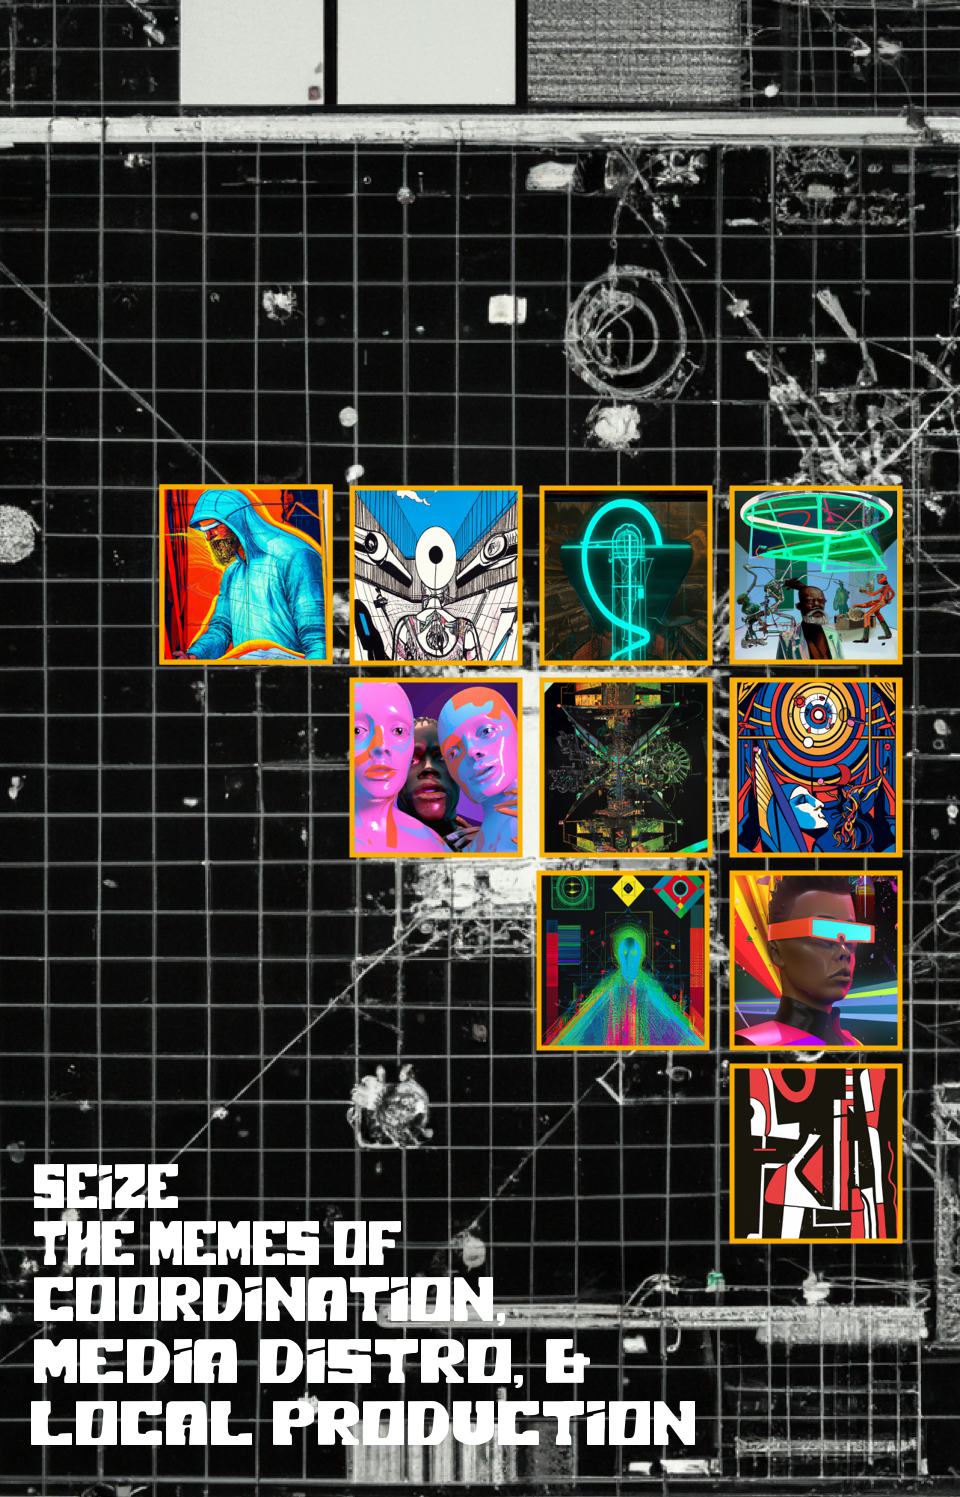 SEIZE
THE MEMES OF
COORDINATION,
MEDIA DISTRO, &
LOCAL PRODUCTION